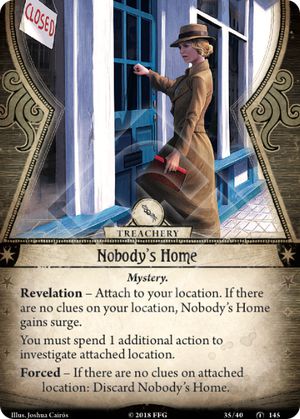 CLOSED
TREACHERY
Nobody's Home
Mystery.
Revelation – Attach to your location. If there
are no clues on your location, Nobody's Home
gains surge.
You must spend 1 additional action to
investigate attached location.
Forced – If there are no clues on attached
location: Discard Nobody's Home.
Illus. Joshua Cairós
© 2018 FFG
35/40
145